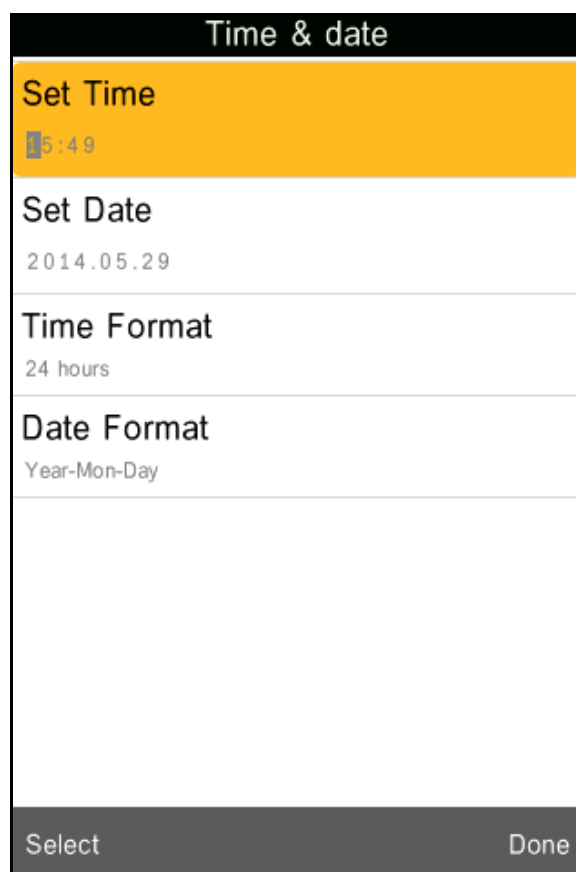 Time & date
Set Time
15:49
Set Date
2014.05.29
Time Format
24 hours
Date Format
Year-Mon-Day
Select Done